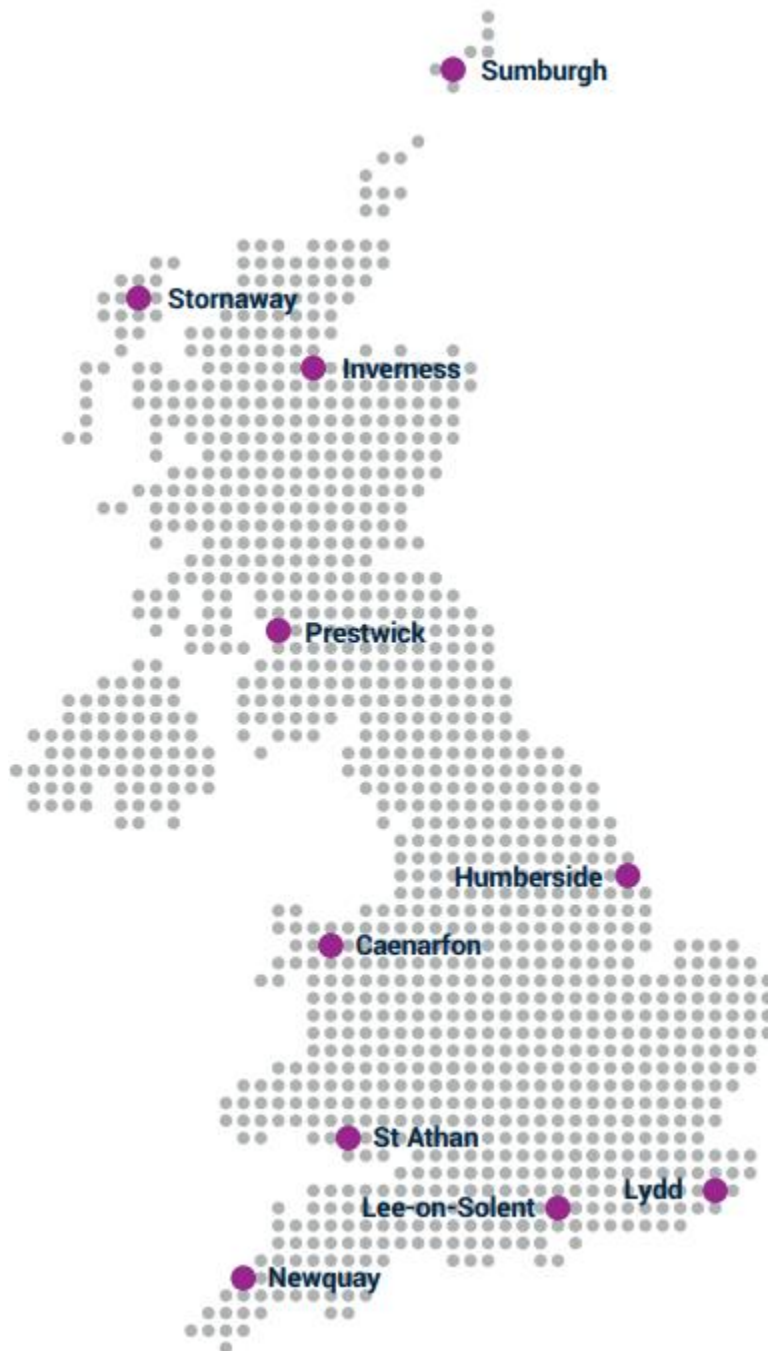 Sumburgh
Stornaway
Inverness
Prestwick
Humberside
Caenarfon
St Athan
Lydd
Lee-on-Solent
Newquay